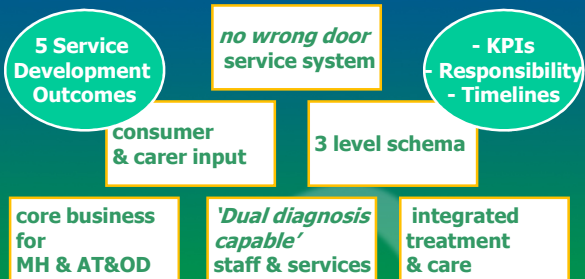 5 Service
Development
Outcomes
no wrong door
service system
- KPIs
- Responsibility
- Timelines
consumer
& carer input
3 level schema
core business
for
MH & AT&OD
‘Dual diagnosis
capable’
staff & services
integrated
treatment
& care